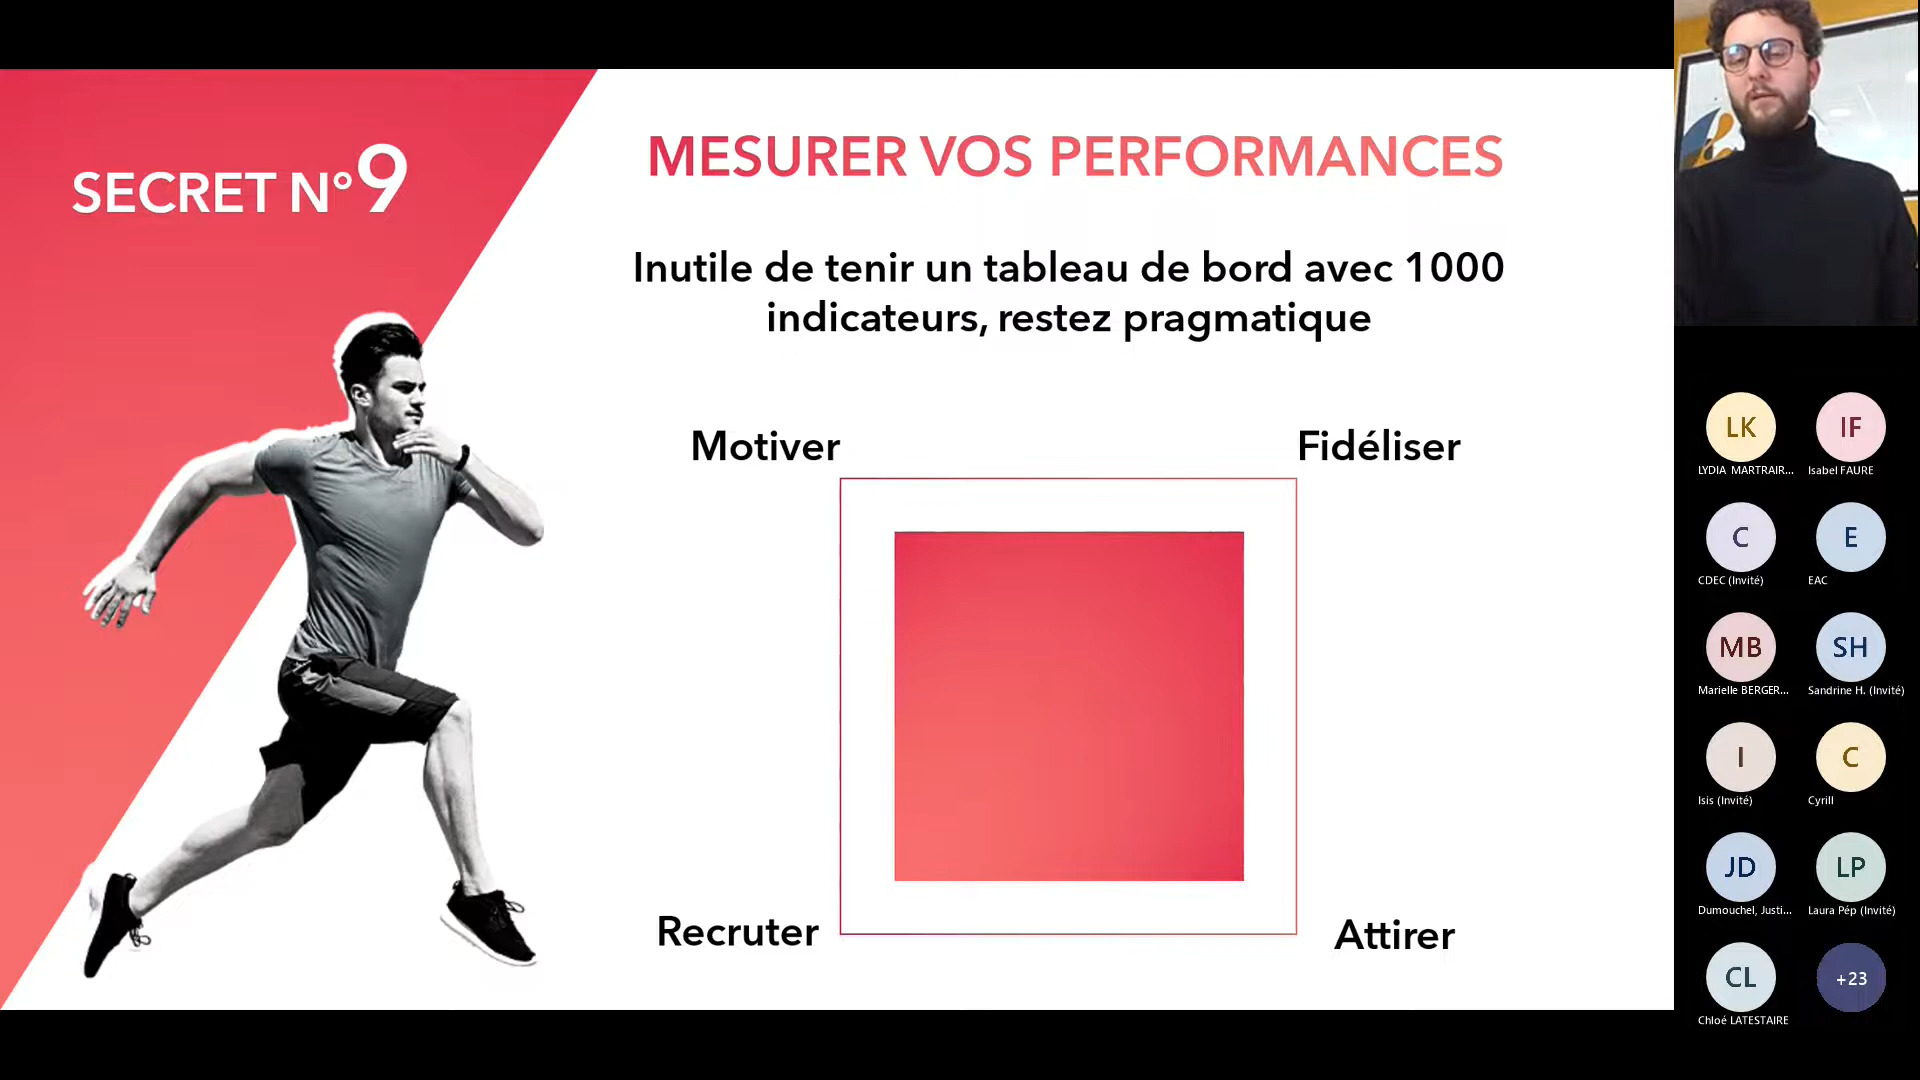 SECRET N°9
MESURER VOS PERFORMANCES
Inutile de tenir un tableau de bord avec 1000
indicateurs, restez pragmatique
Motiver
Fidéliser
Recruter
Attirer
LK
IF
LYDIA MARTRAIR...
Isabel FAURE
C
E
CDEC (Invité)
EAC
MB
SH
Marielle BERGER...
Sandrine H. (Invité)
I
C
Isis (Invité)
Cyrill
JD
LP
Dumouchel, Justi...
Laura Pép (Invité)
CL
+23
Chloé LATESTAIRE